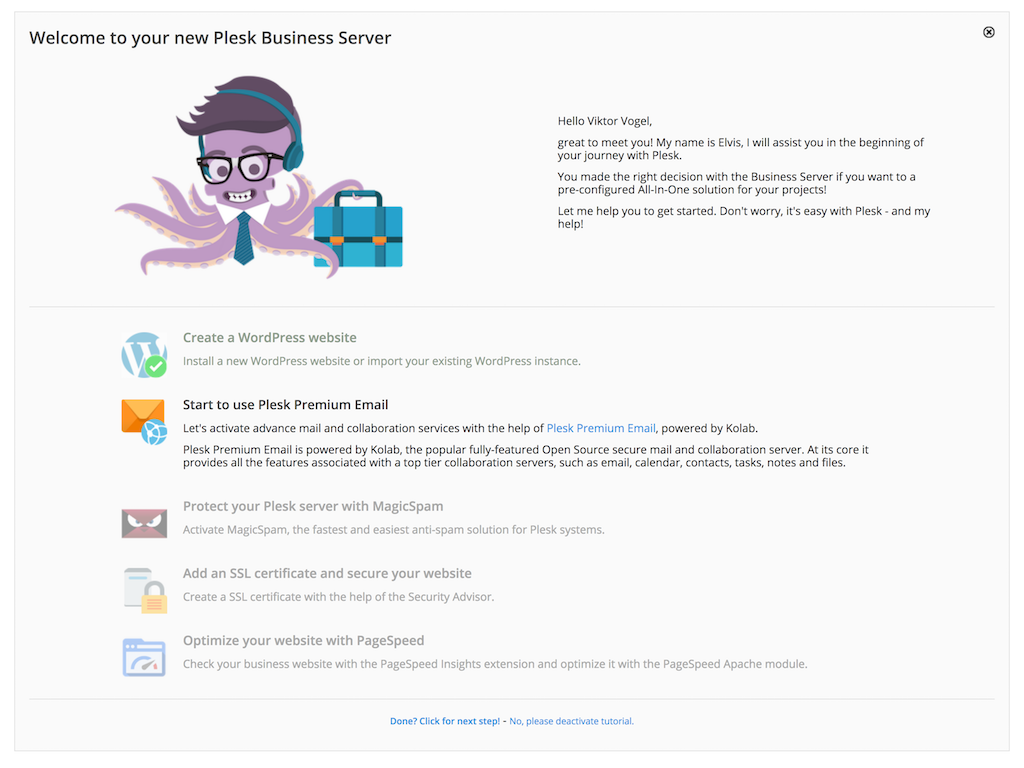 Welcome to your new Plesk Business Server
Hello Viktor Vogel,
great to meet you! My name is Elvis, I will assist you in the beginning of
your journey with Plesk.
You made the right decision with the Business Server if you want to a
pre-configured All-In-One solution for your projects!
Let me help you to get started. Don't worry, it's easy with Plesk - and my
help!
Create a WordPress website
Install a new WordPress website or import your existing WordPress instance.
Start to use Plesk Premium Email
Let's activate advance mail and collaboration services with the help of Plesk Premium Email, powered by Kolab.
Plesk Premium Email is powered by Kolab, the popular fully-featured Open Source secure mail and collaboration server. At its core it
provides all the features associated with a top tier collaboration servers, such as email, calendar, contacts, tasks, notes and files.
Protect your Plesk server with MagicSpam
Activate MagicSpam, the fastest and easiest anti-spam solution for Plesk systems.
Add an SSL certificate and secure your website
Create a SSL certificate with the help of the Security Advisor.
Optimize your website with PageSpeed
Check your business website with the PageSpeed Insights extension and optimize it with the PageSpeed Apache module.
Done? Click for next step! - No, please deactivate tutorial.